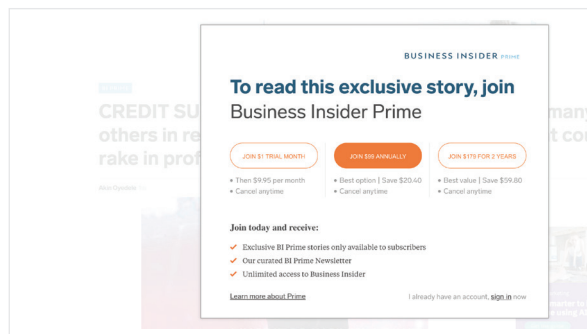 BUSINESS INSIDER PRIME
To read this exclusive story, join
Business Insider Prime
JOIN $1 TRIAL MONTH
JOIN $99 ANNUALLY
JOIN $179 FOR 2 YEARS
• Then $9.95 per month
• Cancel anytime
• Best option | Save $20.40
• Cancel anytime
• Best value | Save $59.80
• Cancel anytime
Join today and receive:
Exclusive BI Prime stories only available to subscribers
Our curated BI Prime Newsletter
Unlimited access to Business Insider
Learn more about Prime
I already have an account, sign in now
CREDIT SU
others in re
rake in prof